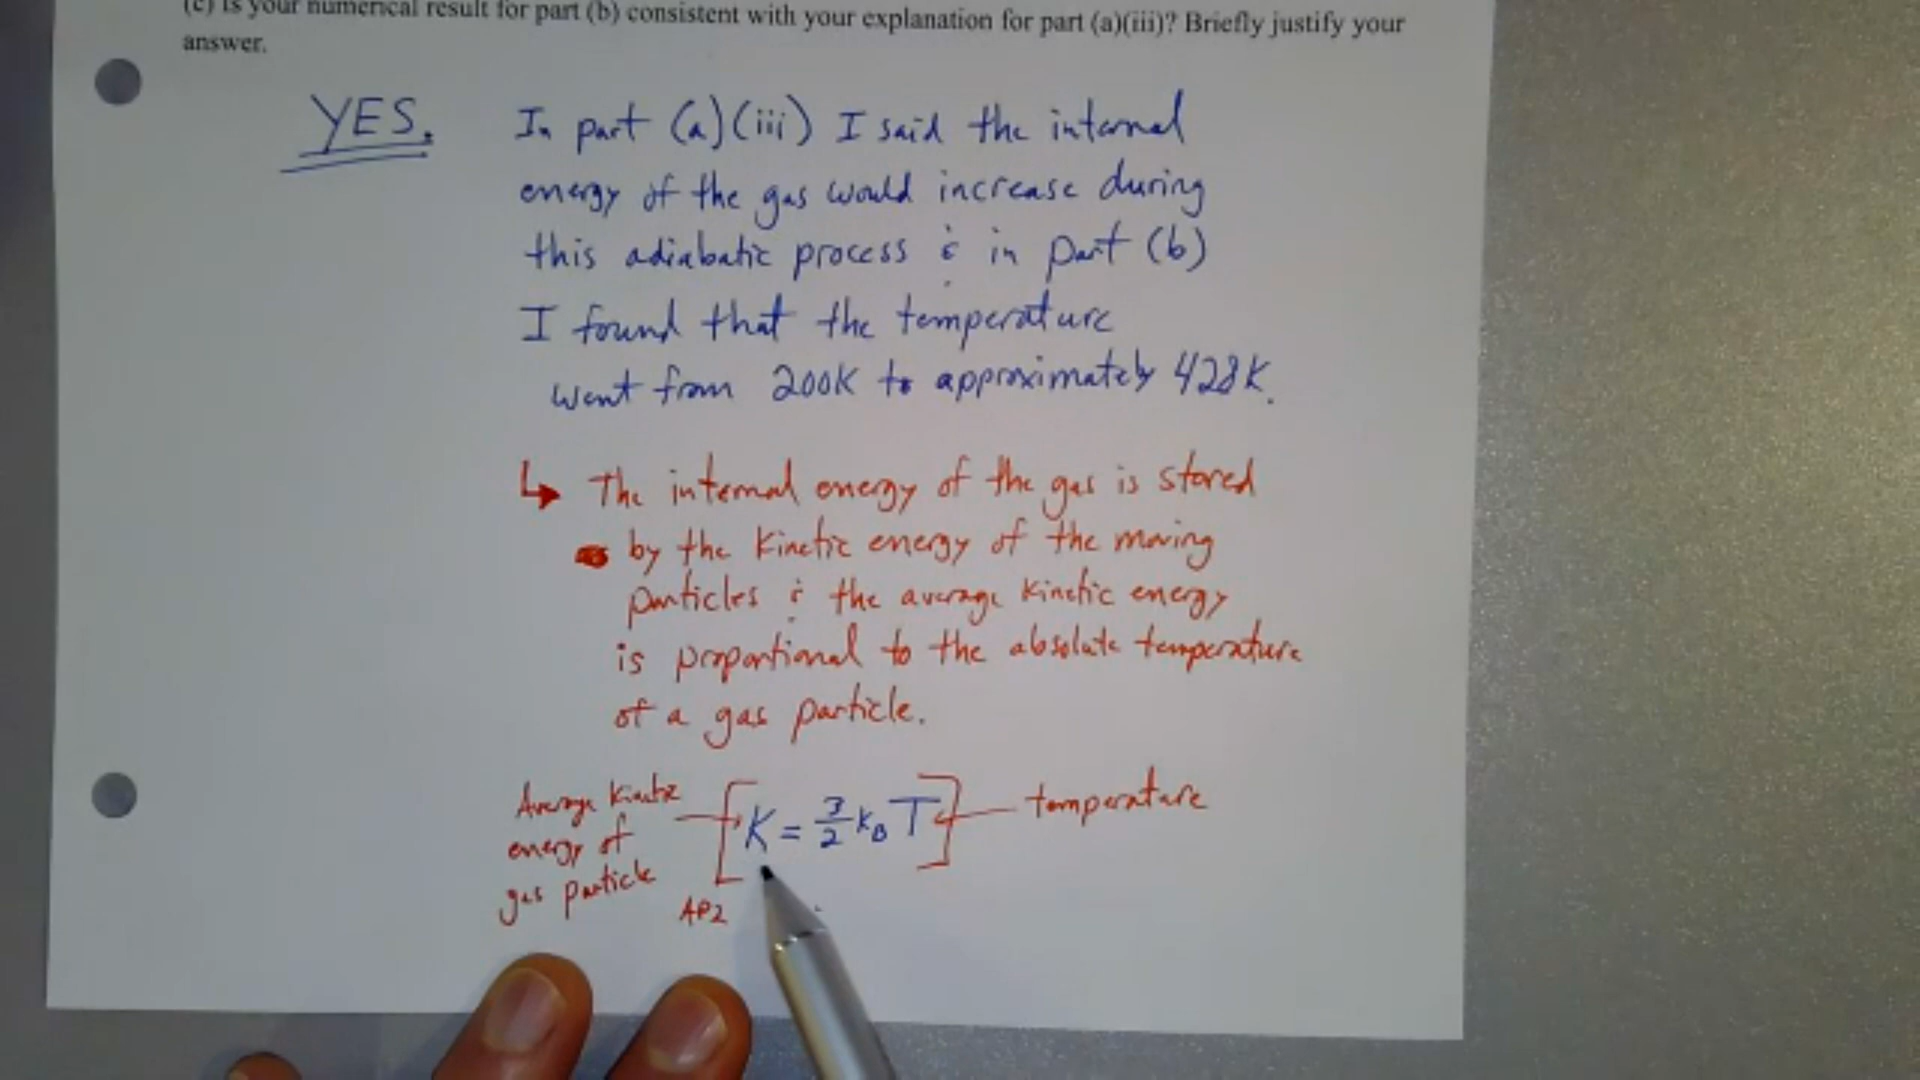 (c) Is your numerical result for part (b) consistent with your explanation for part (a)(iii)? Briefly justify your
answer.
YES.
In part (a)(iii) I said the internal
energy of the gas would increase during
this adiabatic process & in part (b)
I found that the temperature
went from 200K to approximately 428K.
↳ The internal energy of the gas is stored
by the kinetic energy of the moving
particles & the average kinetic energy
is proportional to the absolute temperature
of a gas particle.
Average kinetic
energy of
gas particle
[K = 3/2 kB T]
temperature
AP2